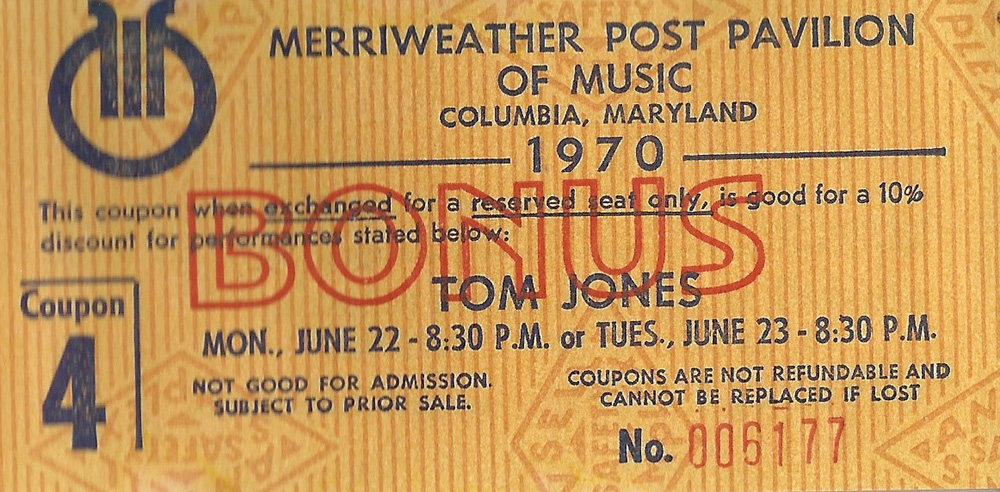 MERRIWEATHER POST PAVILION
OF MUSIC
COLUMBIA, MARYLAND
1970
This coupon when exchanged for a reserved seat only, is good for a 10%
discount for performances stated below:
BONUS
TOM JONES
Coupon
4
MON., JUNE 22 - 8:30 P.M. or TUES., JUNE 23 - 8:30 P.M.
NOT GOOD FOR ADMISSION.
SUBJECT TO PRIOR SALE.
COUPONS ARE NOT REFUNDABLE AND
CANNOT BE REPLACED IF LOST
No. 006177
SAFETY